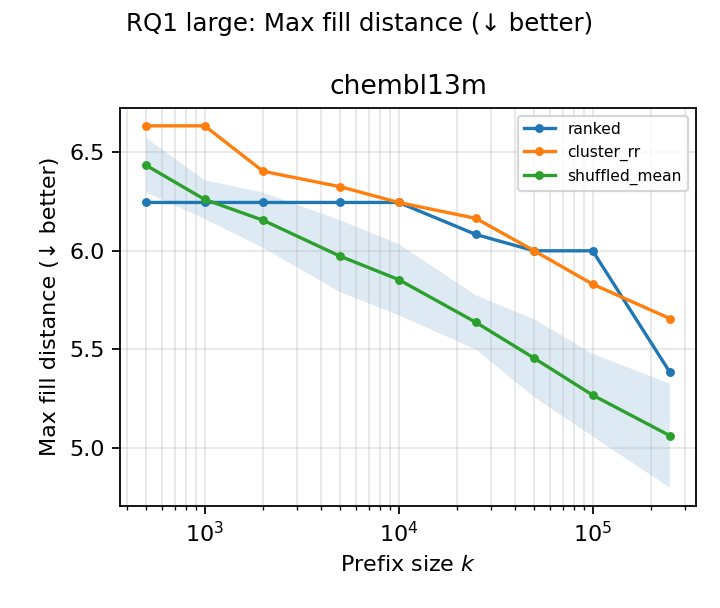 RQ1 large: Max fill distance (↓ better)
chembl13m
Max fill distance (↓ better)
6.5
6.0
5.5
5.0
ranked
cluster_rr
shuffled_mean
10³
10⁴
10⁵
Prefix size k